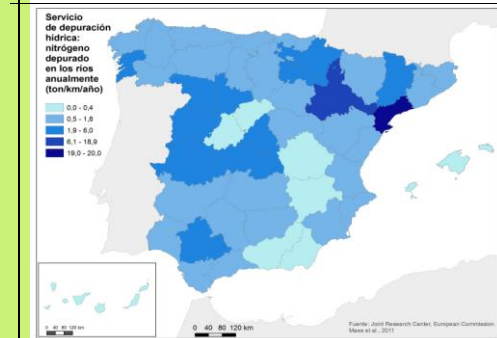 Servicio
de depuración
hídrica:
nitrógeno
depurado
en los ríos
anualmente
(ton/km/año)
0,0 - 0,4
0,5 - 1,8
1,9 - 6,0
6,1 - 18,9
19,0 - 20,0
0 40 80 120 km
0 40 80 120 km
Fuente: Joint Research Center, European Commission.
Maes et al., 2011